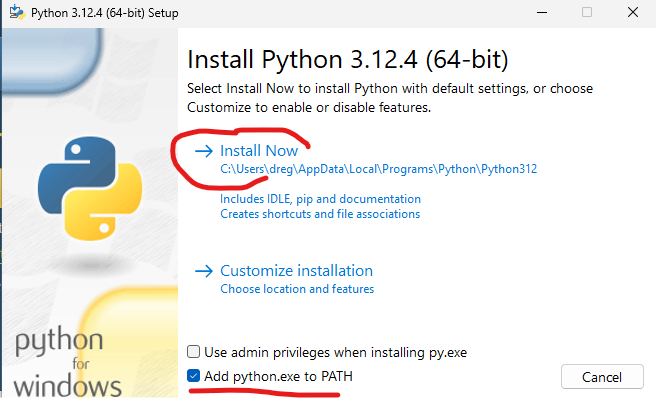 Python 3.12.4 (64-bit) Setup
Install Python 3.12.4 (64-bit)
Select Install Now to install Python with default settings, or choose
Customize to enable or disable features.
Install Now
C:\Users\dreg\AppData\Local\Programs\Python\Python312
Includes IDLE, pip and documentation
Creates shortcuts and file associations
Customize installation
Choose location and features
python
for
windows
Use admin privileges when installing py.exe
Add python.exe to PATH
Cancel